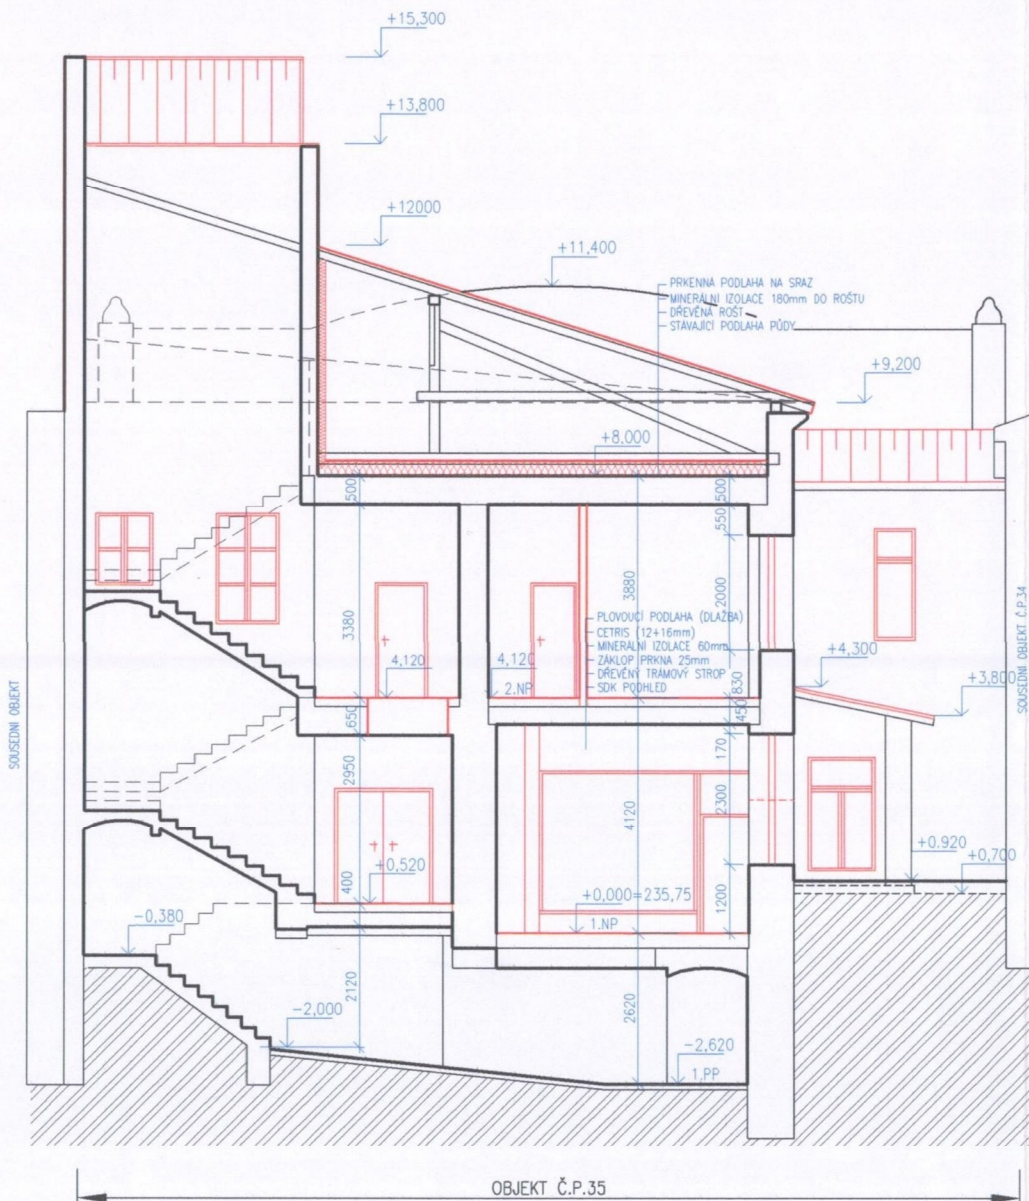 +15,300
+13,800
+12000
+11,400
PRKENNÁ PODLAHA NA SRAZ
MINERÁLNÍ IZOLACE 180mm DO ROŠTU
DŘEVĚNÁ ROŠT
STÁVAJÍCÍ PODLAHA PŮDY
+9,200
+8.000
500
500
550
3380
3880
2000
PLOVOUCÍ PODLAHA (DLAŽBA)
CETRIS (12+16mm)
MINERÁLNÍ IZOLACE 60mm
ZÁKLOP PRKNA 25mm
DŘEVĚNÝ TRÁMOVÝ STROP
SDK PODHLED
4,120
4,120
2.NP
830
+4,300
+3,800
SOUSEDNÍ OBJEKT
SOUSEDNÍ OBJEKT Č.P.34
650
450
170
2950
4120
2300
+0.920
+0,700
400
+0,520
+0,000=235,75
1.NP
1200
-0,380
2120
-2,000
2620
-2,620
1.PP
OBJEKT Č.P.35